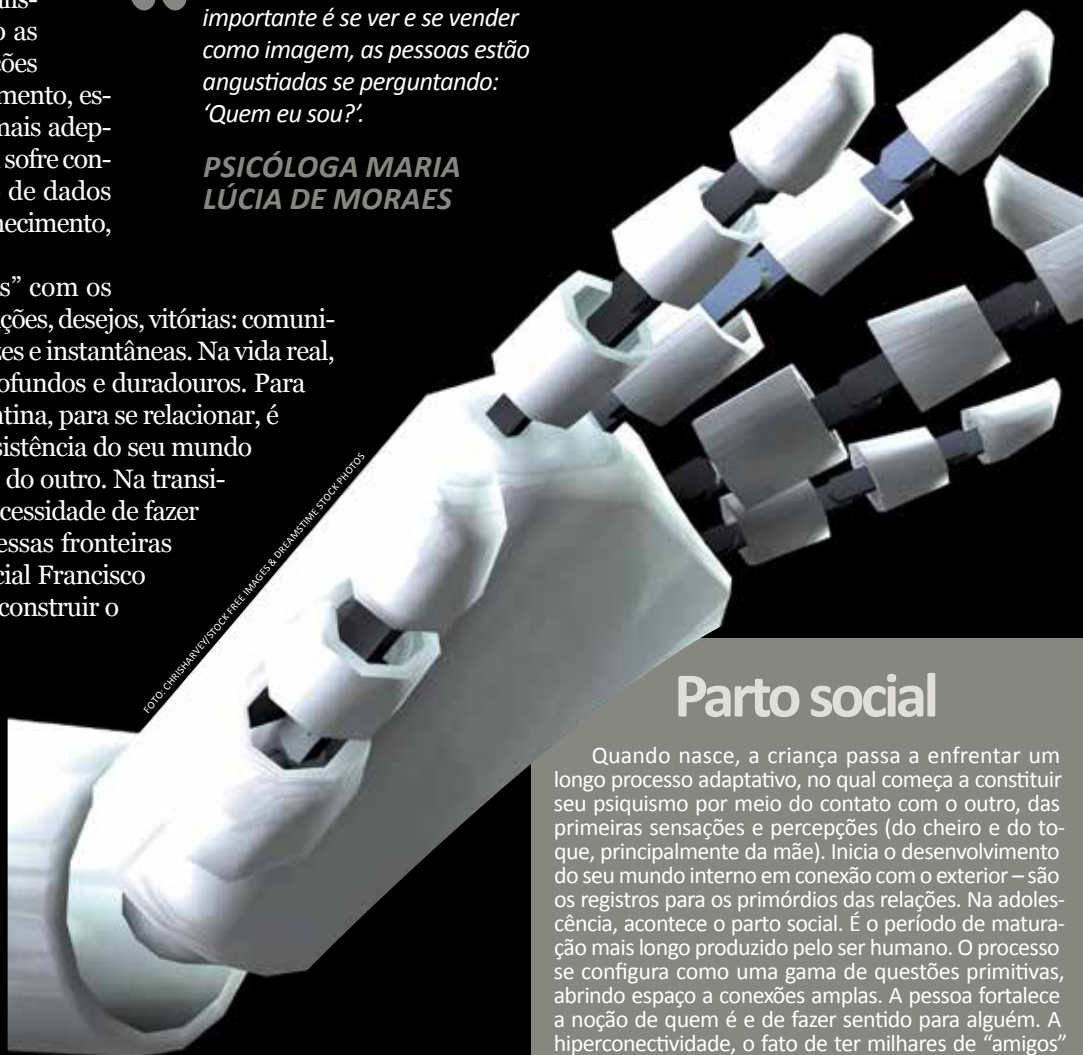 o as
ções
mento, es-
mais adep-
sofre con-
de dados
hecimento,
s” com os
ções, desejos, vitórias: comuni-
zes e instantâneas. Na vida real,
ofundos e duradouros. Para
ntina, para se relacionar, é
sistência do seu mundo
do outro. Na transi-
cessidade de fazer
essas fronteiras
cial Francisco
construir o
importante é se ver e se vender
como imagem, as pessoas estão
angustiadas se perguntando:
‘Quem eu sou?’.
PSICÓLOGA MARIA
LÚCIA DE MORAES
FOTO: CHRISHARVEY/STOCK FREE IMAGES & DREAMSTIME STOCK PHOTOS
Parto social
Quando nasce, a criança passa a enfrentar um
longo processo adaptativo, no qual começa a constituir
seu psiquismo por meio do contato com o outro, das
primeiras sensações e percepções (do cheiro e do to-
que, principalmente da mãe). Inicia o desenvolvimento
do seu mundo interno em conexão com o exterior – são
os registros para os primórdios das relações. Na adoles-
cência, acontece o parto social. É o período de matura-
ção mais longo produzido pelo ser humano. O processo
se configura como uma gama de questões primitivas,
abrindo espaço a conexões amplas. A pessoa fortalece
a noção de quem é e de fazer sentido para alguém. A
hiperconectividade, o fato de ter milhares de “amigos”